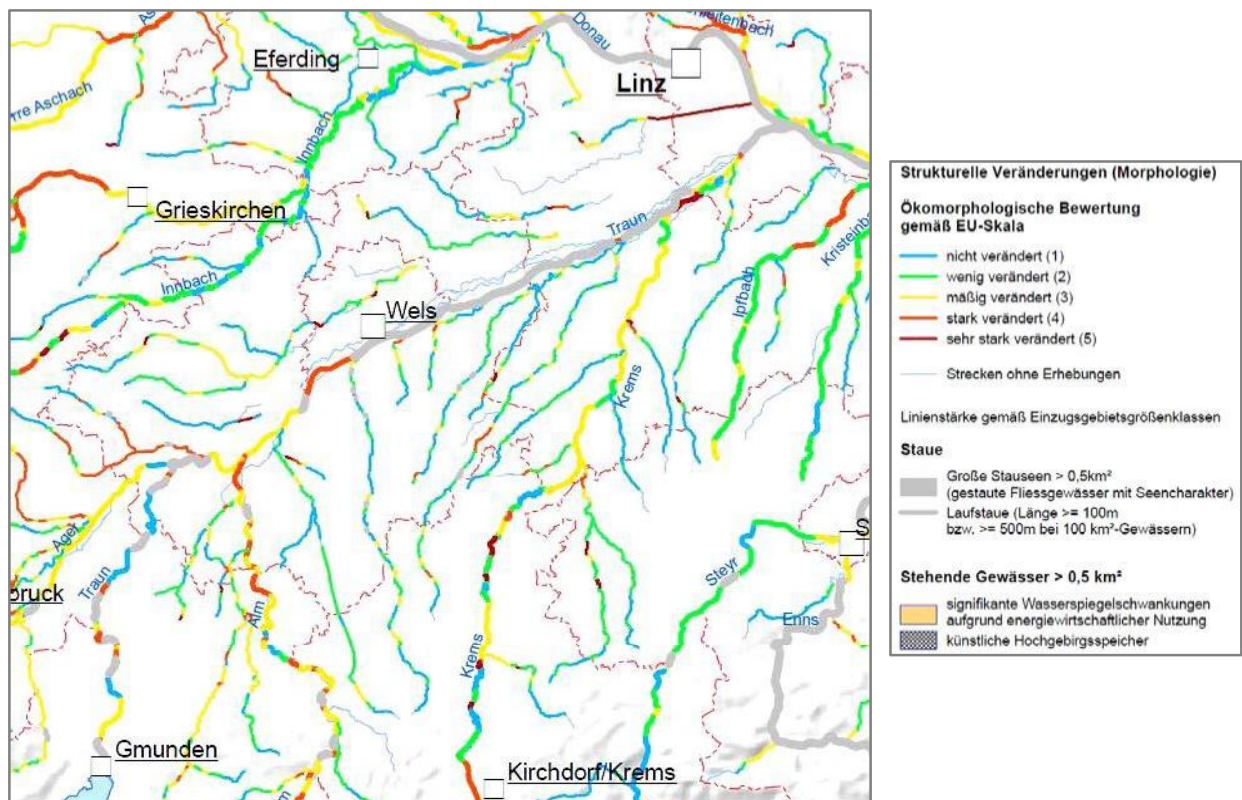 Donau
Eferding
Linz
Innbach
Grieskirchen
Innbach
Traun
Ipfbach
Wels
Krems
Ager
Traun
Alm
Krems
Steyr
Enns
Gmunden
Kirchdorf/Krems
Strukturelle Veränderungen (Morphologie)
Ökomorphologische Bewertung
gemäß EU-Skala
nicht verändert (1)
wenig verändert (2)
mäßig verändert (3)
stark verändert (4)
sehr stark verändert (5)
Strecken ohne Erhebungen
Linienstärke gemäß Einzugsgebietsgrößenklassen
Staue
Große Stauseen > 0,5km²
(gestaute Fliessgewässer mit Seencharakter)
Laufstaue (Länge >= 100m
bzw. >= 500m bei 100 km²-Gewässern)
Stehende Gewässer > 0,5 km²
signifikante Wasserspiegelschwankungen
aufgrund energiewirtschaftlicher Nutzung
künstliche Hochgebirgsspeicher